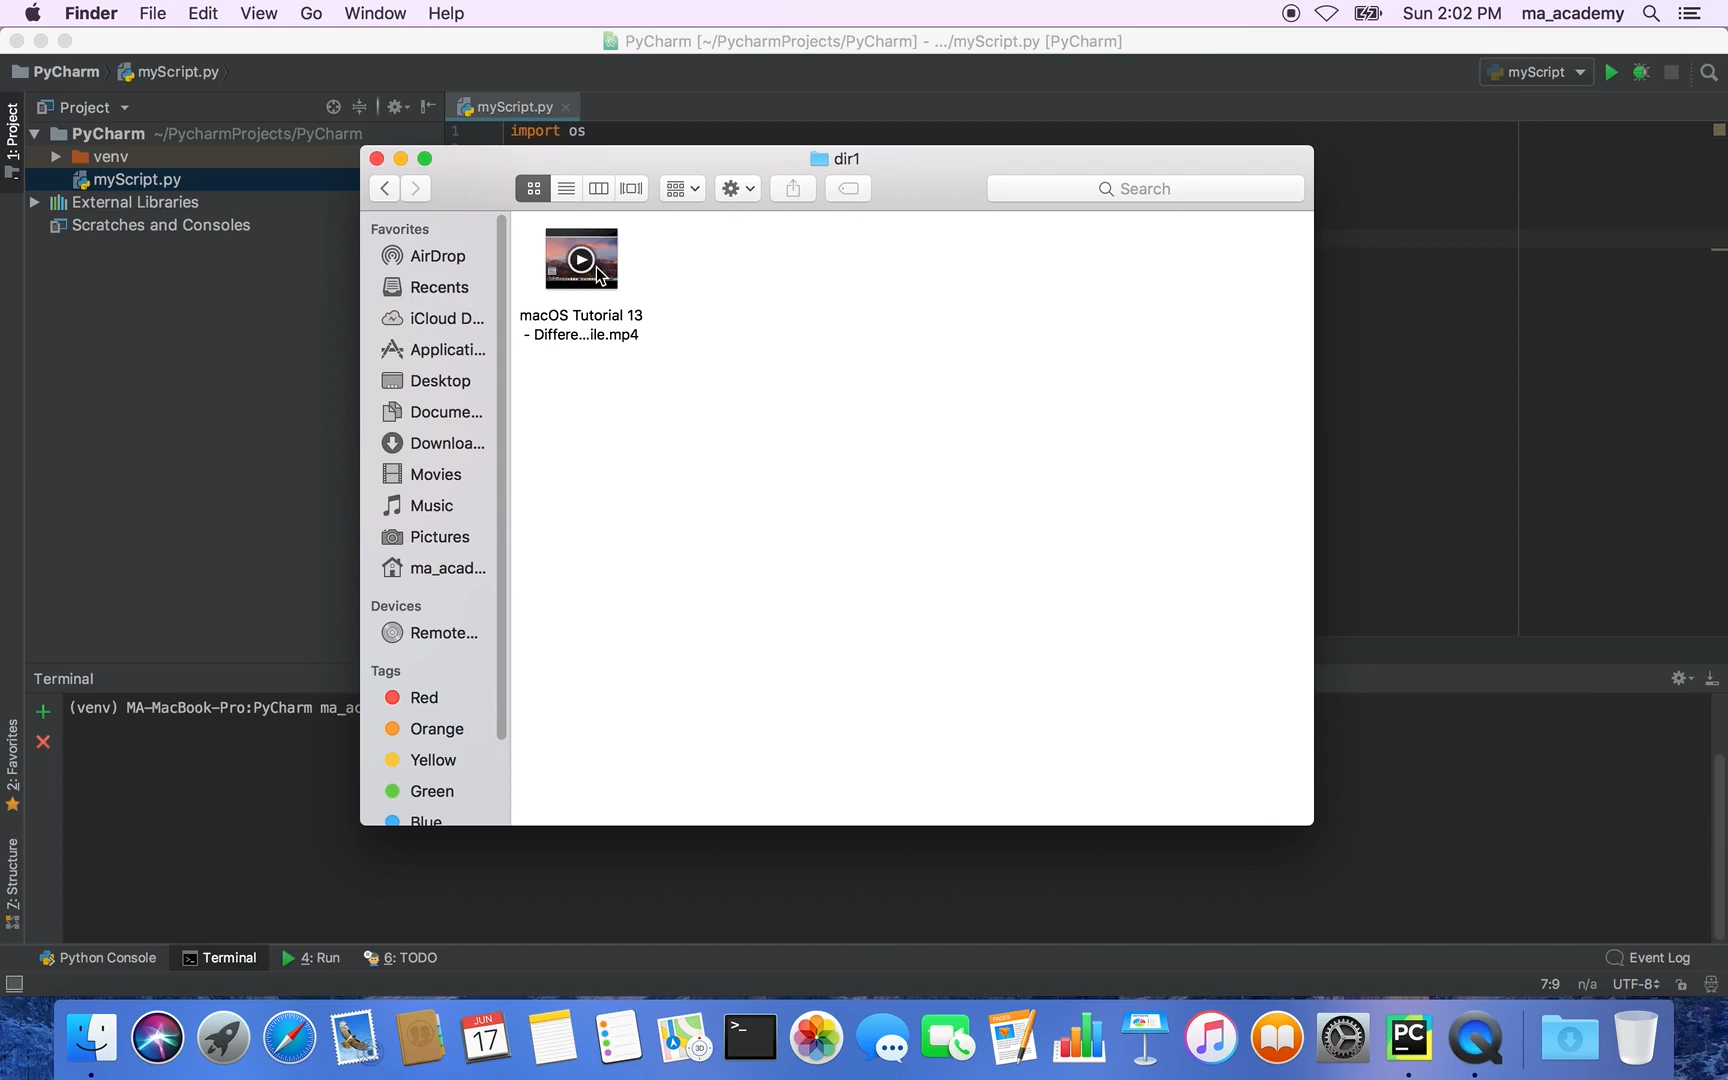 Finder File Edit View Go Window Help
Sun 2:02 PM ma_academy
PyCharm [~/PycharmProjects/PyCharm] - .../myScript.py [PyCharm]
PyCharm myScript.py
myScript
Project
myScript.py
1: Project
PyCharm ~/PycharmProjects/PyCharm
venv
myScript.py
External Libraries
Scratches and Consoles
1 import os
dir1
Search
Favorites
AirDrop
Recents
iCloud D...
Applicati...
Desktop
Docume...
Downloa...
Movies
Music
Pictures
ma_acad...
Devices
Remote...
Tags
Red
Orange
Yellow
Green
Blue
macOS Tutorial 13
- Differe...ile.mp4
Terminal
(venv) MA-MacBook-Pro:PyCharm ma_ac
2: Favorites
7: Structure
Python Console Terminal 4: Run 6: TODO
Event Log
7:9 n/a UTF-8
JUN
17
3D
>_
PC